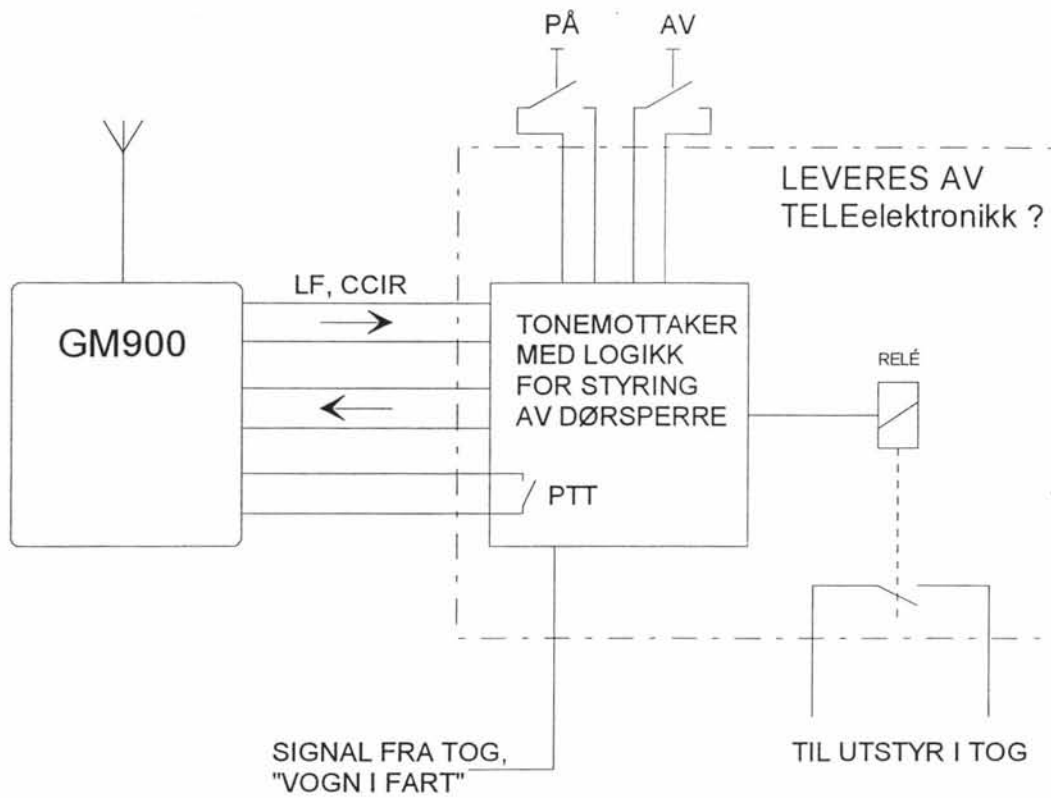 PÅ
AV
LEVERES AV
TELEelektronikk ?
LF, CCIR
GM900
TONEMOTTAKER
MED LOGIKK
FOR STYRING
AV DØRSPERRE
RELÉ
PTT
SIGNAL FRA TOG,
"VOGN I FART"
TIL UTSTYR I TOG